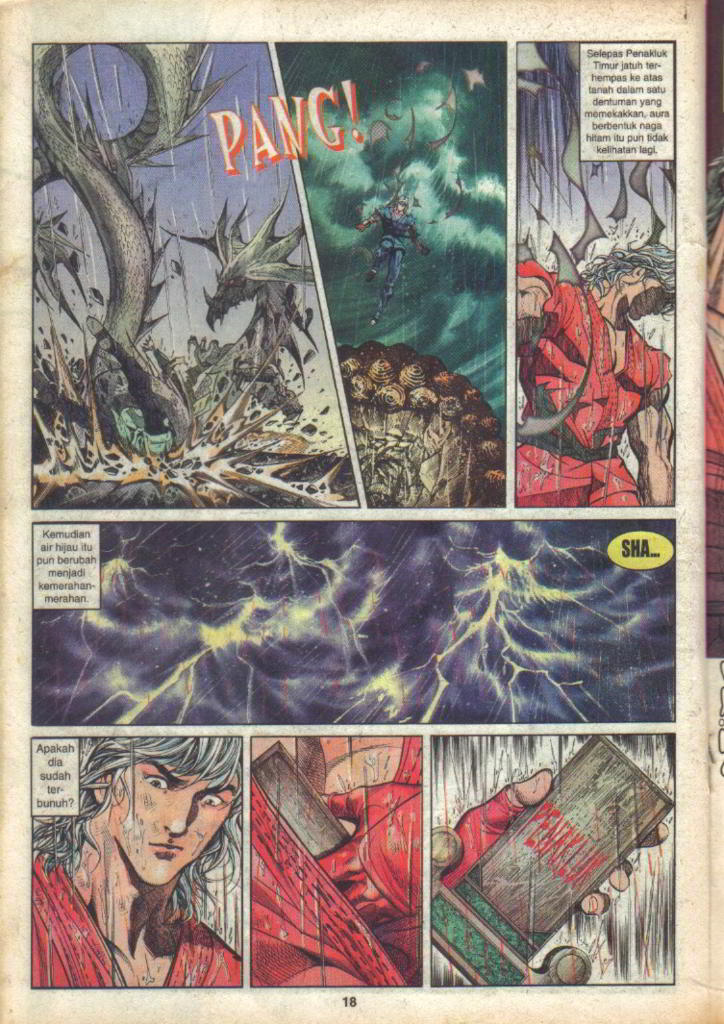 PANG!
Selepas Penakluk
Timur jatuh ter-
hempas ke atas
tanah dalam satu
dentuman yang
memekakkan, aura
berbentuk naga
hitam itu pun tidak
kelihatan lagi.
Kemudian
air hijau itu
pun berubah
menjadi
kemerahan-
merahan.
SHA...
Apakah
dia
sudah
ter-
bunuh?
PENAKLUK
18